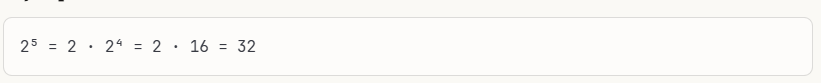 2⁵ = 2 · 2⁴ = 2 · 16 = 32